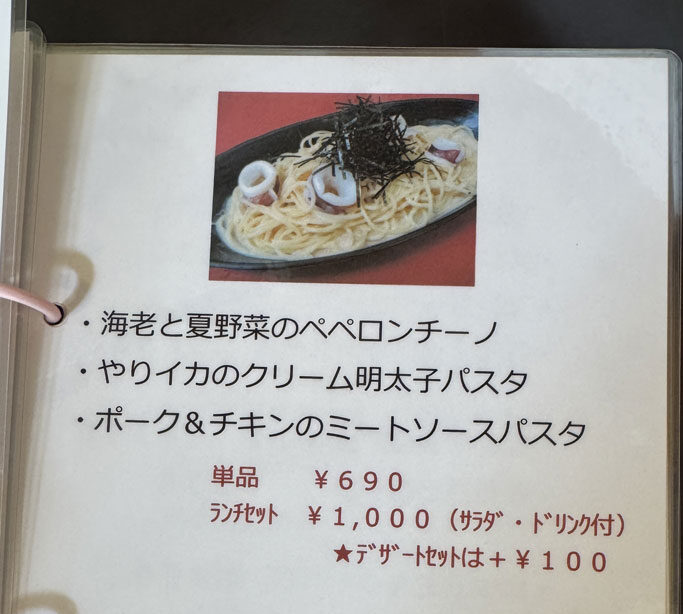 ・海老と夏野菜のペペロンチーノ
・やりイカのクリーム明太子パスタ
・ポーク＆チキンのミートソースパスタ
単品　￥６９０
ﾗﾝﾁｾｯﾄ　￥１,０００（ｻﾗﾀﾞ・ﾄﾞﾘﾝｸ付）
★ﾃﾞｻﾞｰﾄｾｯﾄは＋￥１００